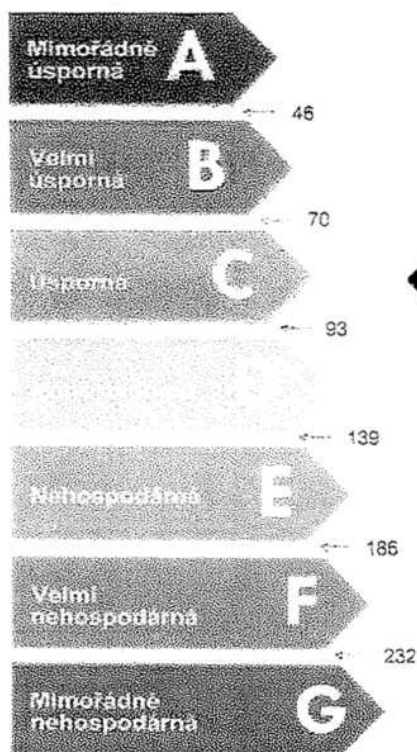 Mimořádně
úsporná
A
46
Velmi
úsporná
B
70
Úsporná
C
93
D
139
Nehospodárná
E
186
Velmi
nehospodárná
F
232
Mimořádně
nehospodárná
G